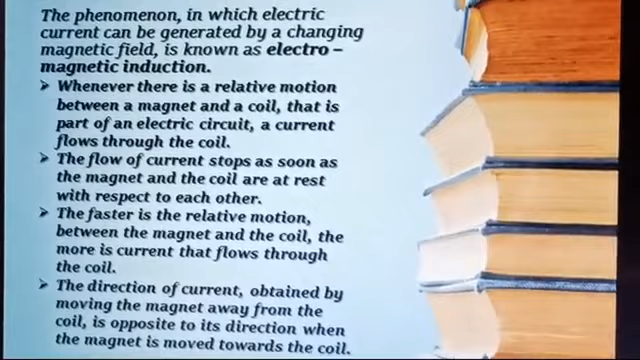 The phenomenon, in which electric
current can be generated by a changing
magnetic field, is known as electro –
magnetic induction.
➤ Whenever there is a relative motion
between a magnet and a coil, that is
part of an electric circuit, a current
flows through the coil.
➤ The flow of current stops as soon as
the magnet and the coil are at rest
with respect to each other.
➤ The faster is the relative motion,
between the magnet and the coil, the
more is current that flows through
the coil.
➤ The direction of current, obtained by
moving the magnet away from the
coil, is opposite to its direction when
the magnet is moved towards the coil.